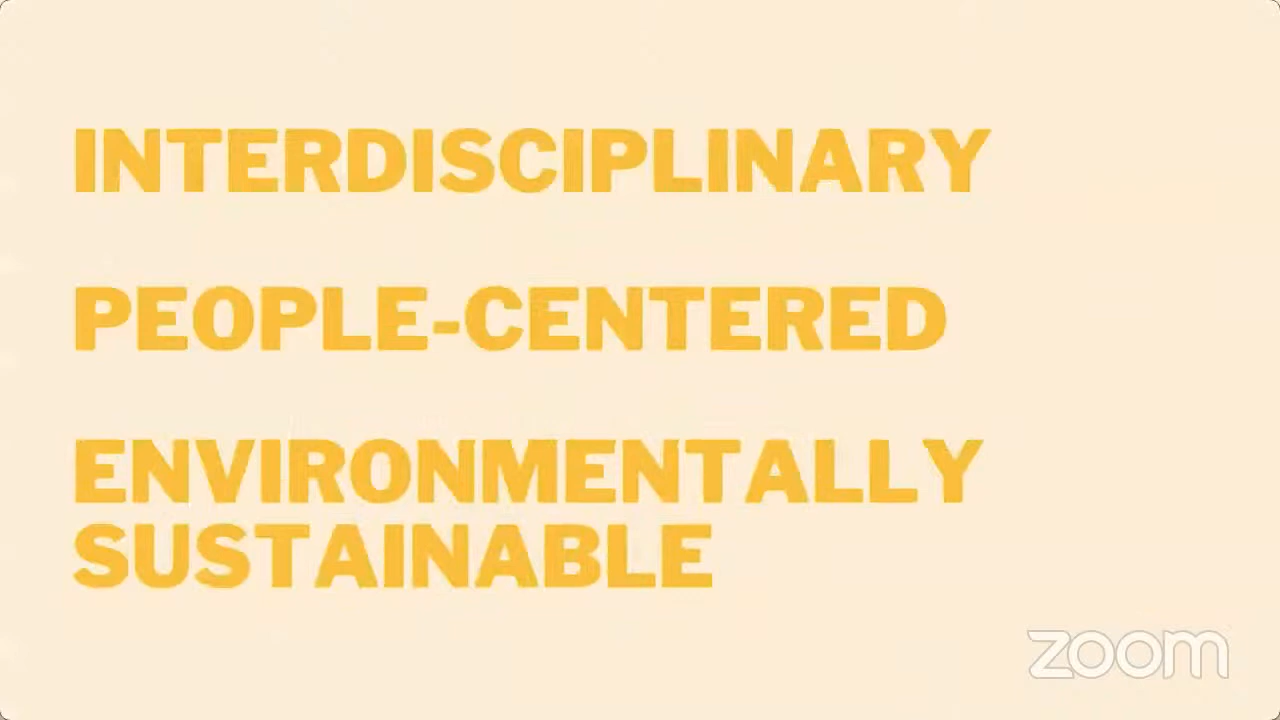 INTERDISCIPLINARY
PEOPLE-CENTERED
ENVIRONMENTALLY
SUSTAINABLE
zoom